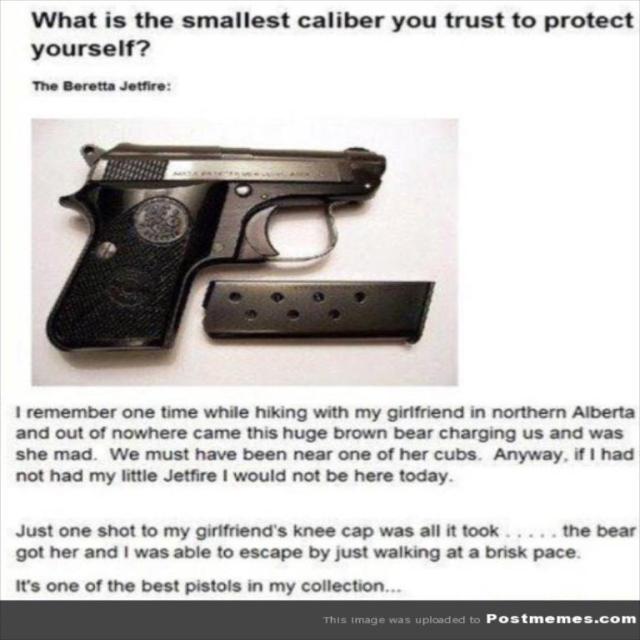 What is the smallest caliber you trust to protect
yourself?
The Beretta Jetfire:
I remember one time while hiking with my girlfriend in northern Alberta
and out of nowhere came this huge brown bear charging us and was
she mad. We must have been near one of her cubs. Anyway, if I had
not had my little Jetfire I would not be here today.
Just one shot to my girlfriend's knee cap was all it took . . . . . the bear
got her and I was able to escape by just walking at a brisk pace.
It's one of the best pistols in my collection...
This image was uploaded to Postmemes.com